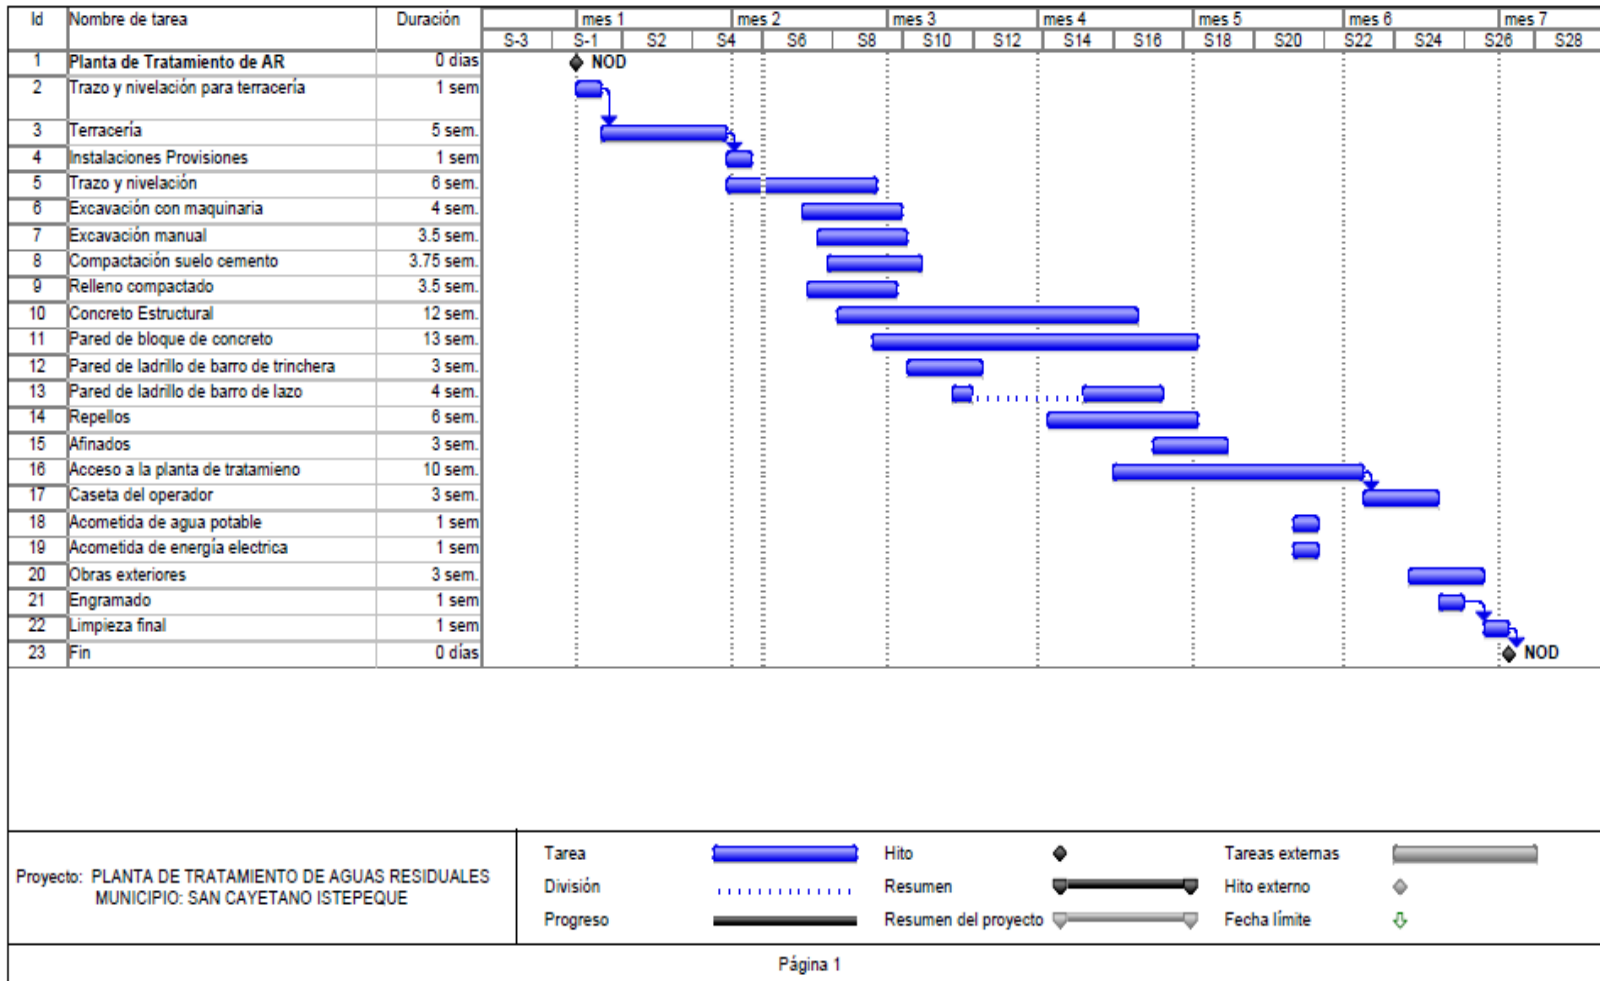 Id Nombre de tarea Duración mes 1 mes 2 mes 3 mes 4 mes 5 mes 6 mes 7
S-3 S-1 S2 S4 S6 S8 S10 S12 S14 S16 S18 S20 S22 S24 S26 S28
1 Planta de Tratamiento de AR 0 días NOD
2 Trazo y nivelación para terracería 1 sem
3 Terracería 5 sem.
4 Instalaciones Provisiones 1 sem
5 Trazo y nivelación 6 sem.
6 Excavación con maquinaria 4 sem.
7 Excavación manual 3.5 sem.
8 Compactación suelo cemento 3.75 sem.
9 Relleno compactado 3.5 sem.
10 Concreto Estructural 12 sem.
11 Pared de bloque de concreto 13 sem.
12 Pared de ladrillo de barro de trinchera 3 sem.
13 Pared de ladrillo de barro de lazo 4 sem.
14 Repellos 6 sem.
15 Afinados 3 sem.
16 Acceso a la planta de tratamieno 10 sem.
17 Caseta del operador 3 sem.
18 Acometida de agua potable 1 sem
19 Acometida de energía electrica 1 sem
20 Obras exteriores 3 sem.
21 Engramado 1 sem
22 Limpieza final 1 sem
23 Fin 0 días NOD
Proyecto: PLANTA DE TRATAMIENTO DE AGUAS RESIDUALES
MUNICIPIO: SAN CAYETANO ISTEPEQUE
Tarea Hito Tareas externas
División Resumen Hito externo
Progreso Resumen del proyecto Fecha límite
Página 1